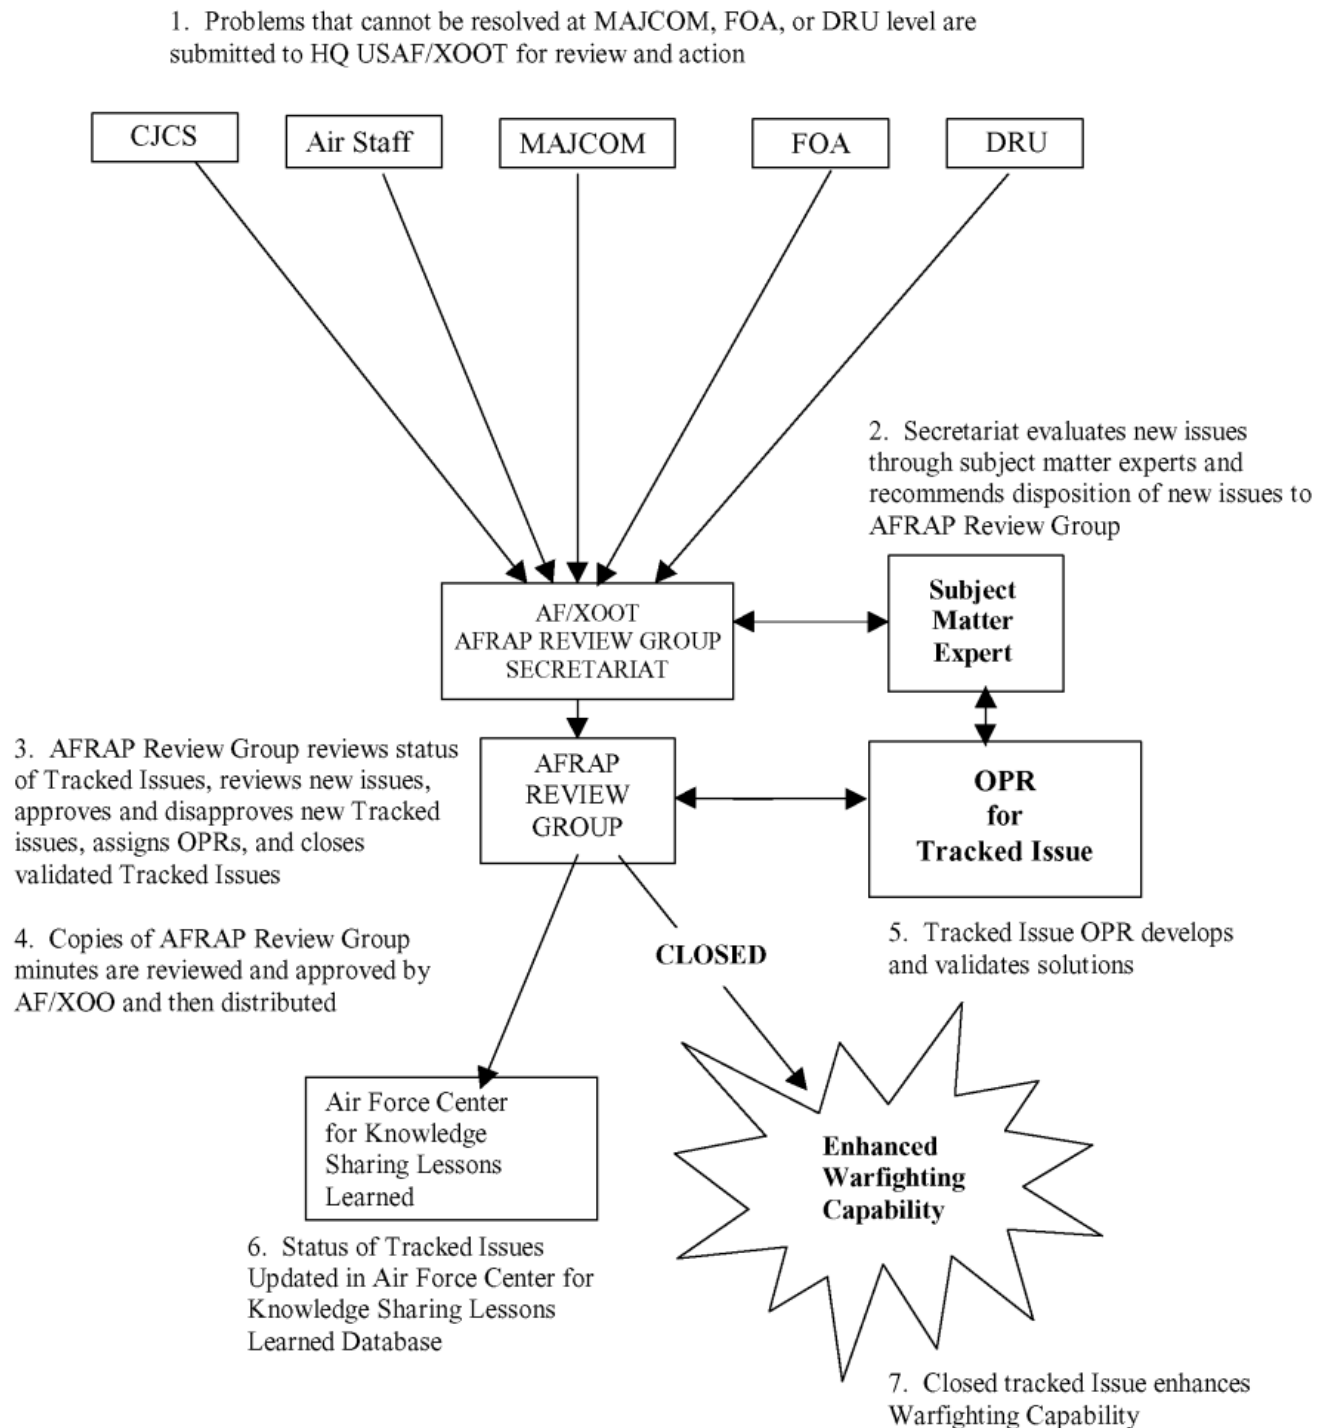 1. Problems that cannot be resolved at MAJCOM, FOA, or DRU level are
submitted to HQ USAF/XOOT for review and action
CJCS
Air Staff
MAJCOM
FOA
DRU
2. Secretariat evaluates new issues
through subject matter experts and
recommends disposition of new issues to
AFRAP Review Group
AF/XOOT
AFRAP REVIEW GROUP
SECRETARIAT
Subject
Matter
Expert
3. AFRAP Review Group reviews status
of Tracked Issues, reviews new issues,
approves and disapproves new Tracked
issues, assigns OPRs, and closes
validated Tracked Issues
AFRAP
REVIEW
GROUP
OPR
for
Tracked Issue
4. Copies of AFRAP Review Group
minutes are reviewed and approved by
AF/XOO and then distributed
CLOSED
5. Tracked Issue OPR develops
and validates solutions
Air Force Center
for Knowledge
Sharing Lessons
Learned
Enhanced
Warfighting
Capability
6. Status of Tracked Issues
Updated in Air Force Center for
Knowledge Sharing Lessons
Learned Database
7. Closed tracked Issue enhances
Warfighting Capability